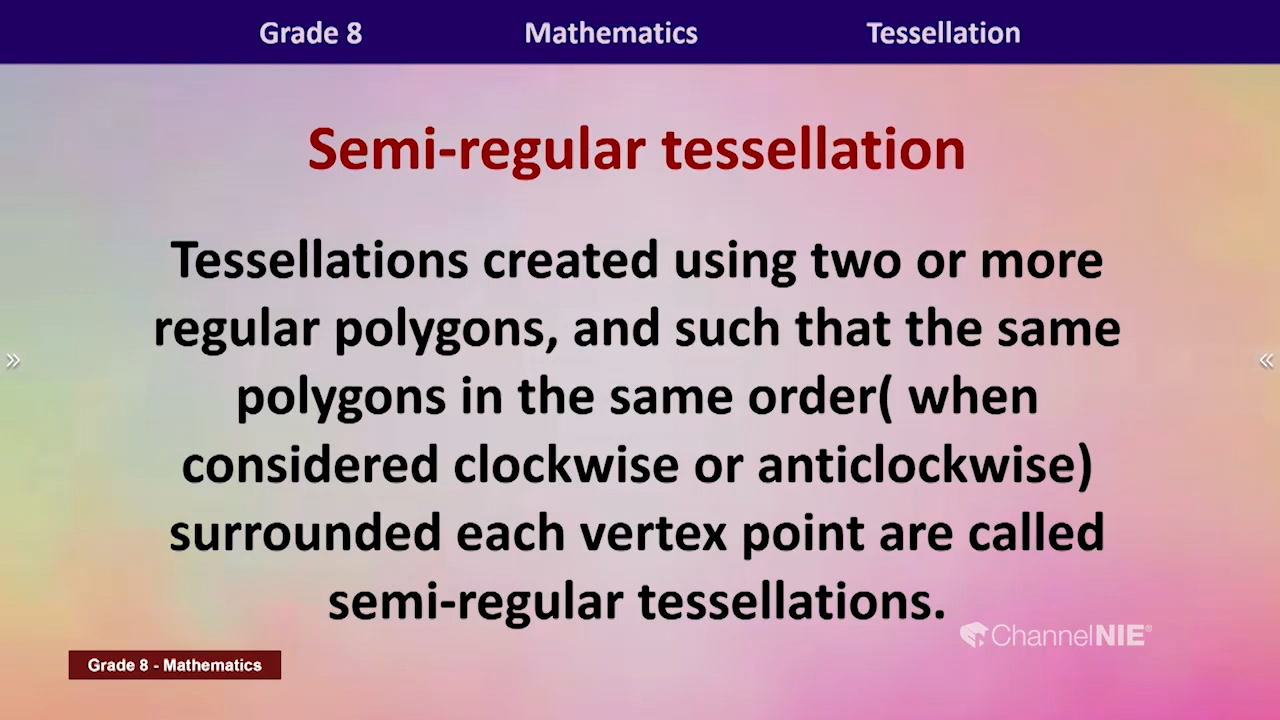 Grade 8 Mathematics Tessellation
Semi-regular tessellation
Tessellations created using two or more
regular polygons, and such that the same
polygons in the same order( when
considered clockwise or anticlockwise)
surrounded each vertex point are called
semi-regular tessellations.
ChannelNIE®
Grade 8 - Mathematics